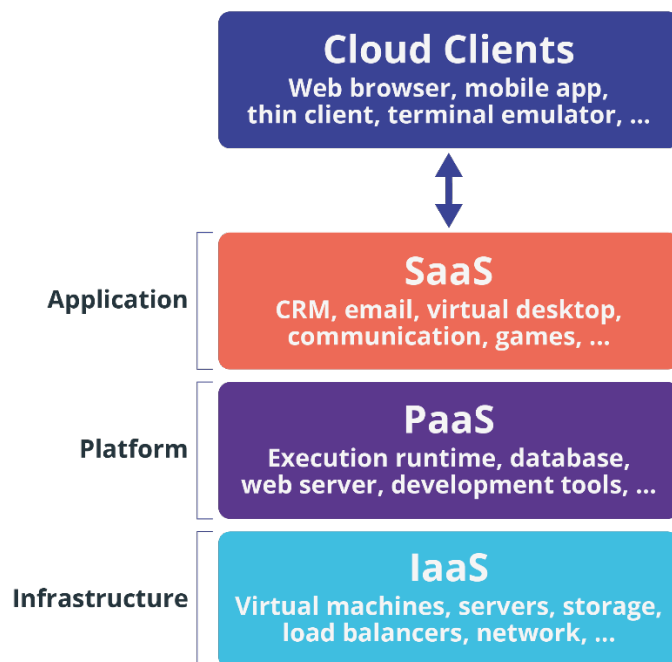 Cloud Clients
Web browser, mobile app,
thin client, terminal emulator, ...
Application
SaaS
CRM, email, virtual desktop,
communication, games, ...
Platform
PaaS
Execution runtime, database,
web server, development tools, ...
Infrastructure
IaaS
Virtual machines, servers, storage,
load balancers, network, ...